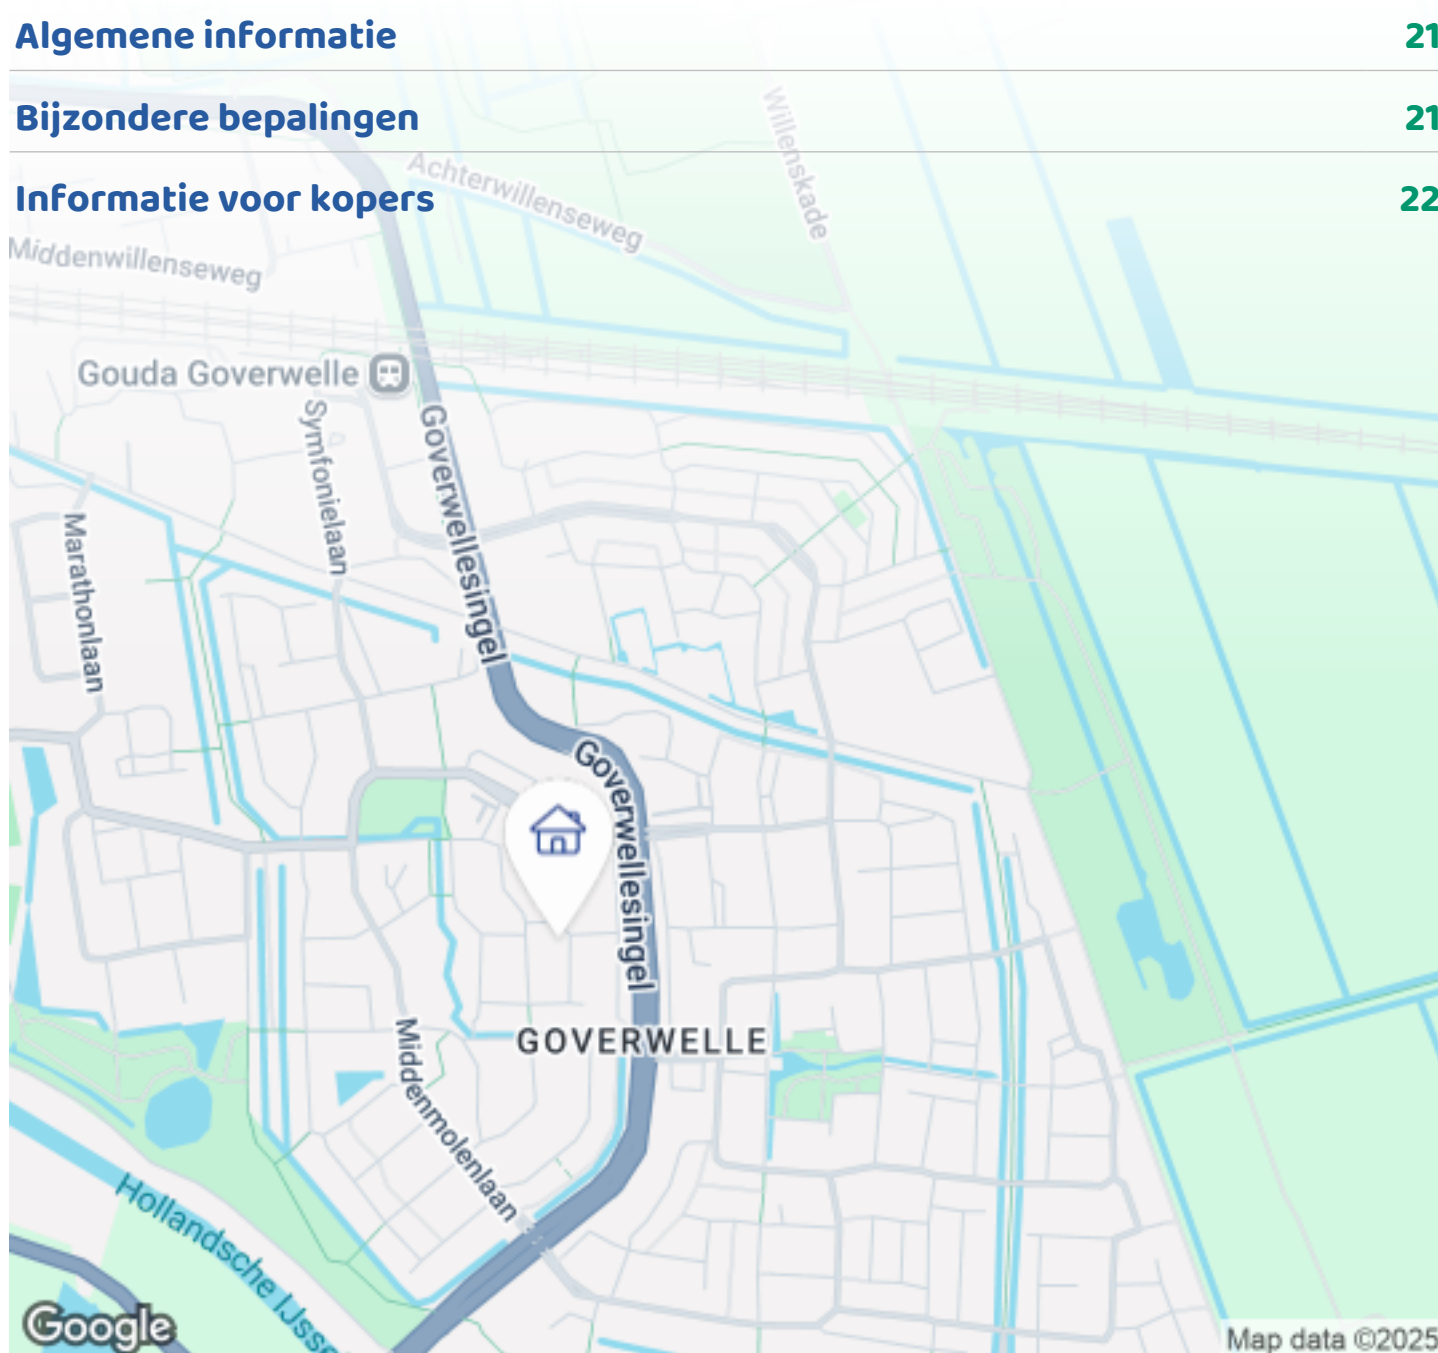 Algemene informatie 21
Bijzondere bepalingen 21
Informatie voor kopers 22
Willenskade
Achterwillenseweg
Middenwillenseweg
Gouda Goverwelle
Symfonielaan
Goverwellesingel
Marathonlaan
Goverwellesingel
GOVERWELLE
Middenmolenlaan
Hollandsche IJsse
Google
Map data ©2025